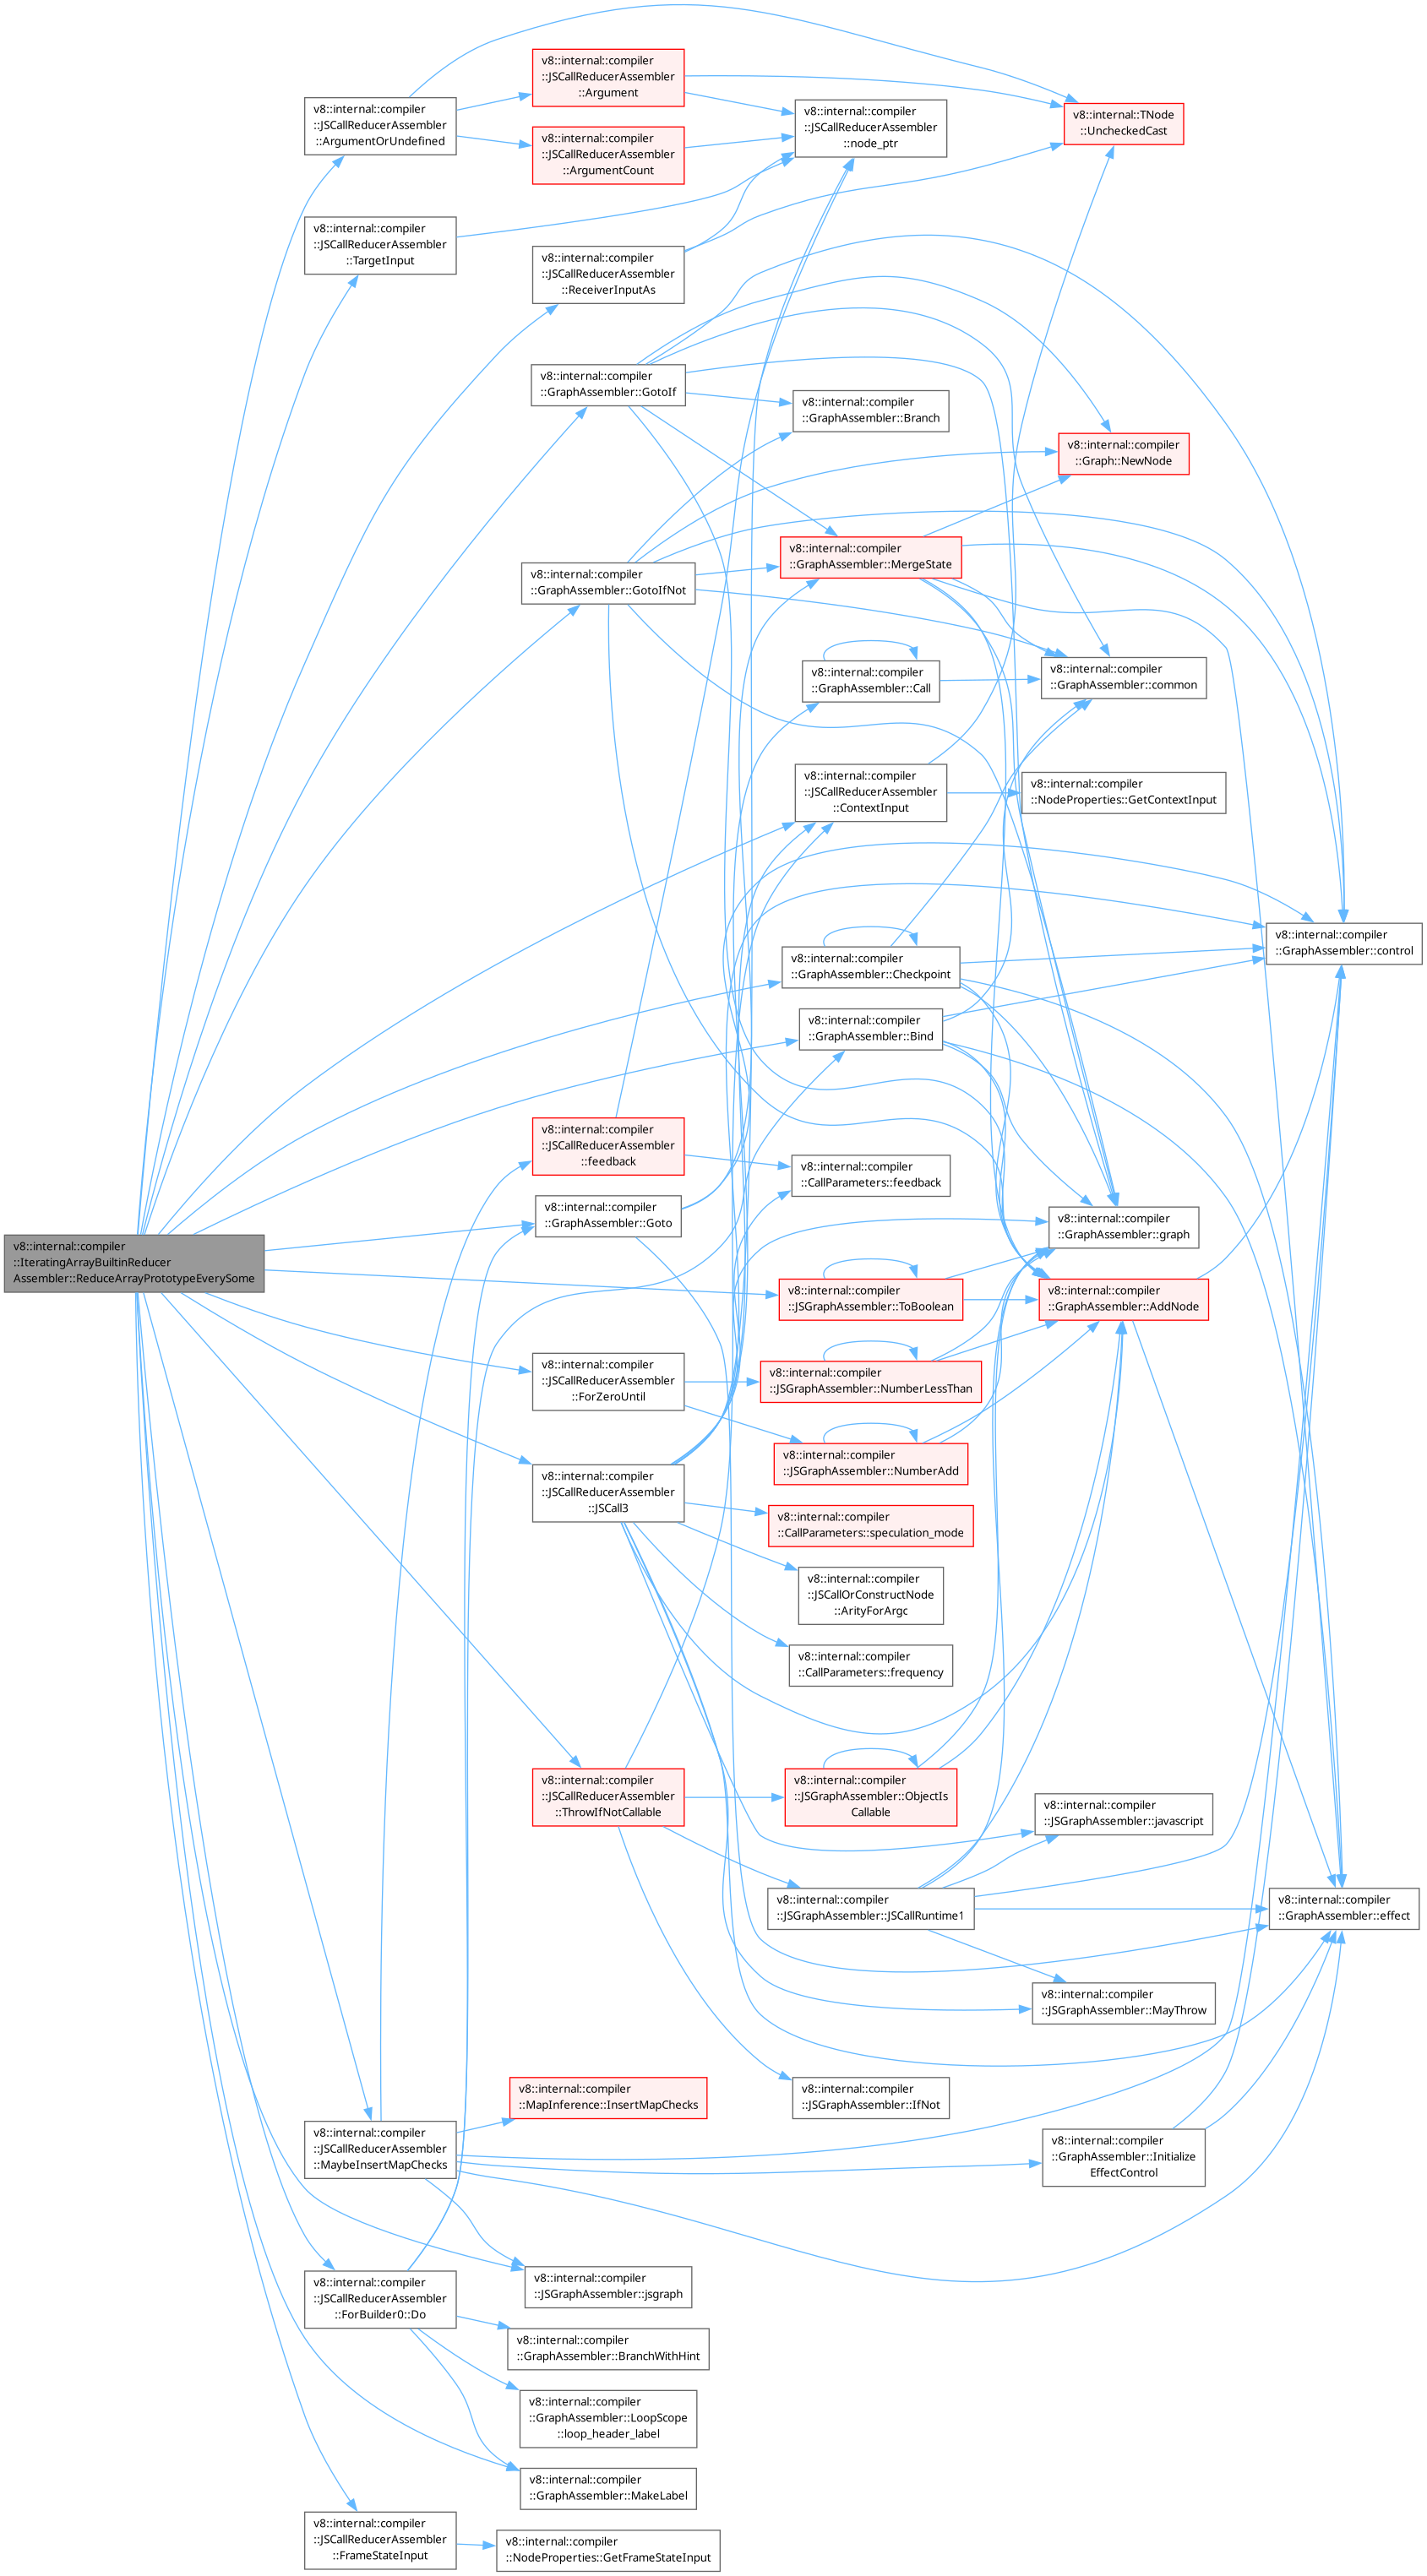 v8::internal::compiler
::IteratingArrayBuiltinReducer
Assembler::ReduceArrayPrototypeEverySome
v8::internal::compiler
::JSCallReducerAssembler
::ArgumentOrUndefined
v8::internal::compiler
::JSCallReducerAssembler
::TargetInput
v8::internal::compiler
::JSCallReducerAssembler
::MaybeInsertMapChecks
v8::internal::compiler
::JSCallReducerAssembler
::ForBuilder0::Do
v8::internal::compiler
::JSCallReducerAssembler
::FrameStateInput
v8::internal::compiler
::JSCallReducerAssembler
::Argument
v8::internal::compiler
::JSCallReducerAssembler
::ArgumentCount
v8::internal::compiler
::JSCallReducerAssembler
::ReceiverInputAs
v8::internal::compiler
::GraphAssembler::GotoIf
v8::internal::compiler
::GraphAssembler::GotoIfNot
v8::internal::compiler
::JSCallReducerAssembler
::feedback
v8::internal::compiler
::GraphAssembler::Goto
v8::internal::compiler
::JSCallReducerAssembler
::ForZeroUntil
v8::internal::compiler
::JSCallReducerAssembler
::JSCall3
v8::internal::compiler
::JSCallReducerAssembler
::ThrowIfNotCallable
v8::internal::compiler
::MapInference::InsertMapChecks
v8::internal::compiler
::JSGraphAssembler::jsgraph
v8::internal::compiler
::GraphAssembler::BranchWithHint
v8::internal::compiler
::GraphAssembler::LoopScope
::loop_header_label
v8::internal::compiler
::GraphAssembler::MakeLabel
v8::internal::compiler
::NodeProperties::GetFrameStateInput
v8::internal::compiler
::JSCallReducerAssembler
::node_ptr
v8::internal::compiler
::GraphAssembler::Branch
v8::internal::compiler
::GraphAssembler::MergeState
v8::internal::compiler
::GraphAssembler::Call
v8::internal::compiler
::JSCallReducerAssembler
::ContextInput
v8::internal::compiler
::GraphAssembler::Checkpoint
v8::internal::compiler
::GraphAssembler::Bind
v8::internal::compiler
::CallParameters::feedback
v8::internal::compiler
::JSGraphAssembler::ToBoolean
v8::internal::compiler
::JSGraphAssembler::NumberLessThan
v8::internal::compiler
::JSGraphAssembler::NumberAdd
v8::internal::compiler
::CallParameters::speculation_mode
v8::internal::compiler
::JSCallOrConstructNode
::ArityForArgc
v8::internal::compiler
::CallParameters::frequency
v8::internal::compiler
::JSGraphAssembler::ObjectIs
Callable
v8::internal::compiler
::JSGraphAssembler::JSCallRuntime1
v8::internal::compiler
::JSGraphAssembler::IfNot
v8::internal::TNode
::UncheckedCast
v8::internal::compiler
::Graph::NewNode
v8::internal::compiler
::GraphAssembler::common
v8::internal::compiler
::NodeProperties::GetContextInput
v8::internal::compiler
::GraphAssembler::graph
v8::internal::compiler
::GraphAssembler::AddNode
v8::internal::compiler
::JSGraphAssembler::javascript
v8::internal::compiler
::JSGraphAssembler::MayThrow
v8::internal::compiler
::GraphAssembler::Initialize
EffectControl
v8::internal::compiler
::GraphAssembler::control
v8::internal::compiler
::GraphAssembler::effect